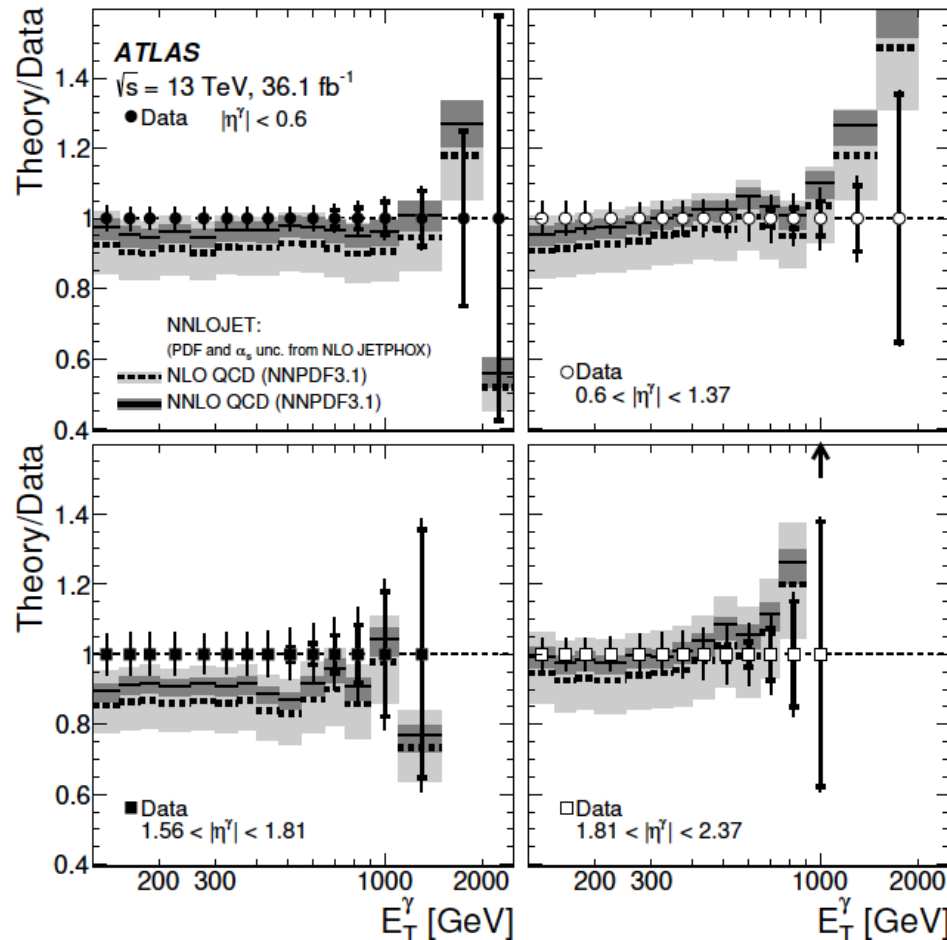 Theory/Data
1.4
1.2
1
0.8
0.6
0.4
ATLAS
√s = 13 TeV, 36.1 fb⁻¹
Data |η^γ| < 0.6
NNLOJET:
(PDF and α_s unc. from NLO JETPHOX)
NLO QCD (NNPDF3.1)
NNLO QCD (NNPDF3.1)
Data
0.6 < |η^γ| < 1.37
Theory/Data
1.4
1.2
1
0.8
0.6
0.4
Data
1.56 < |η^γ| < 1.81
Data
1.81 < |η^γ| < 2.37
200 300 1000 2000
E_T^γ [GeV]
200 300 1000 2000
E_T^γ [GeV]